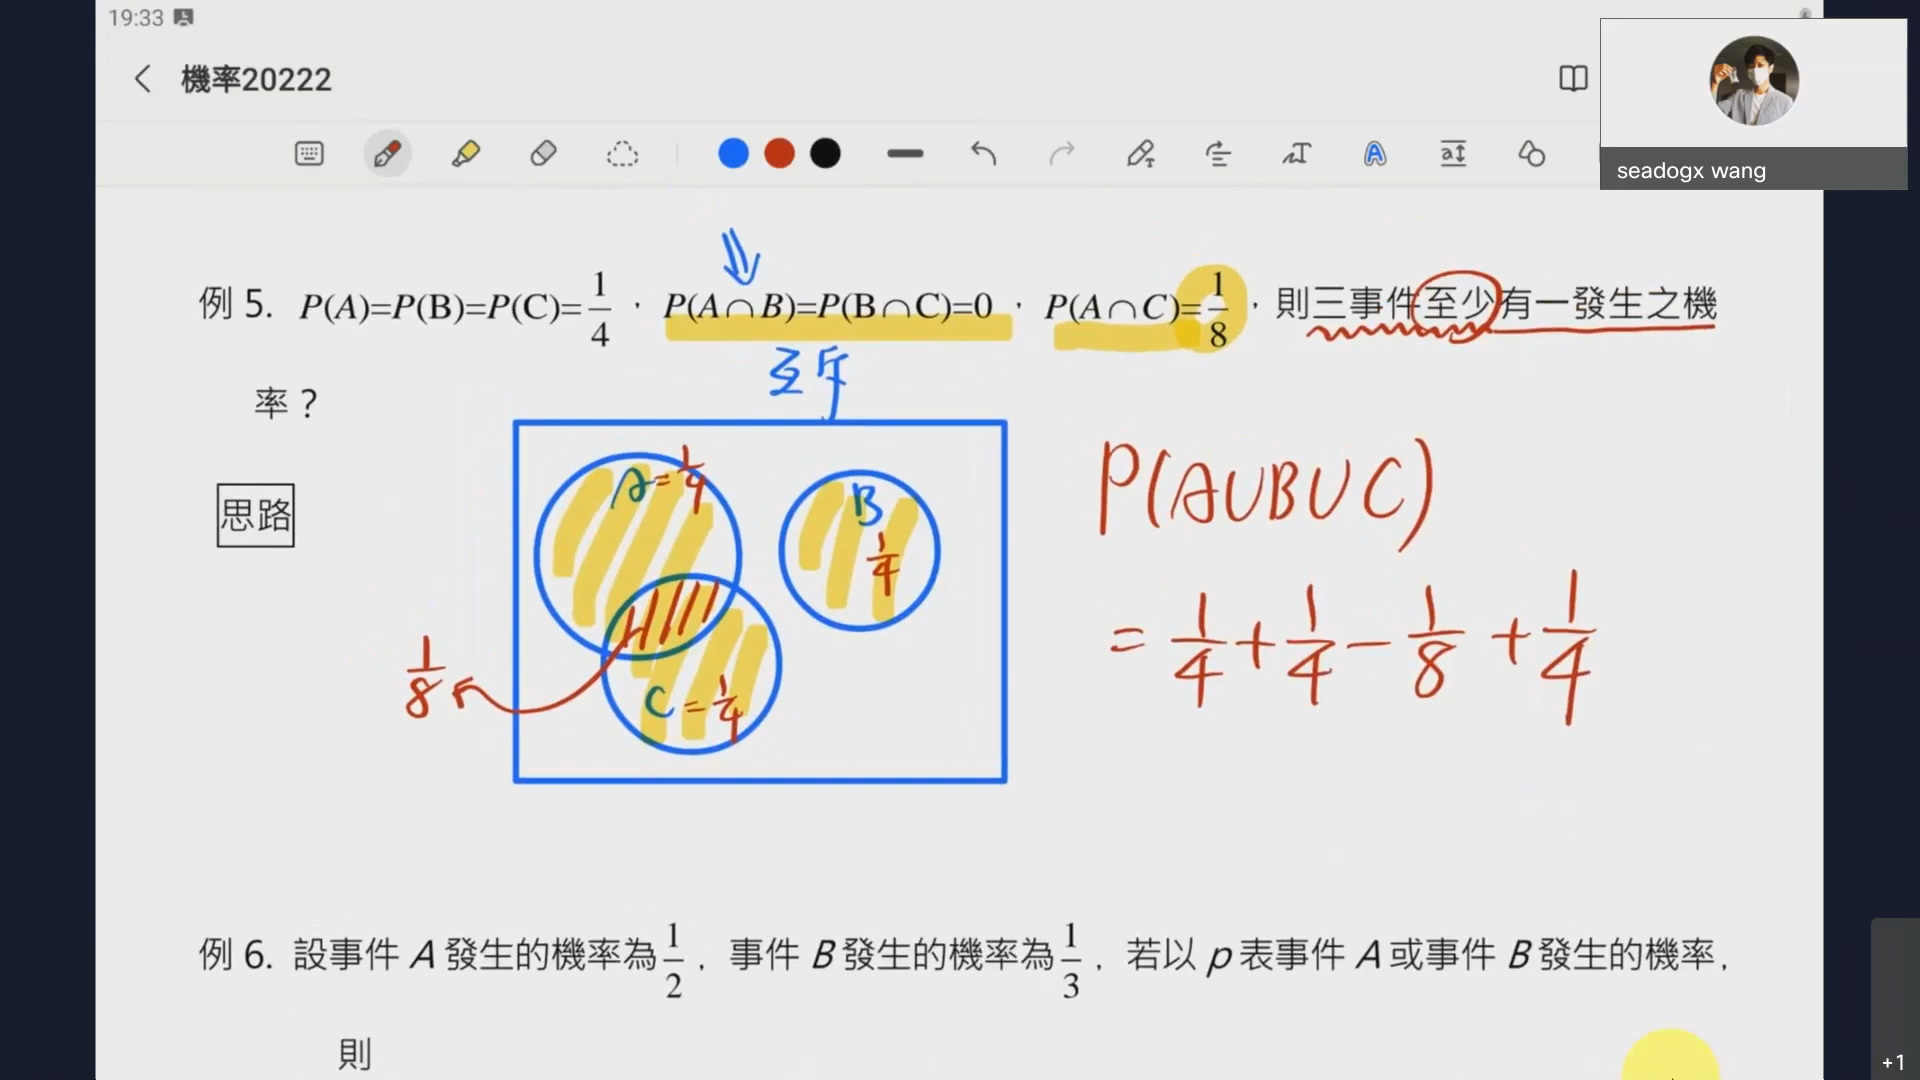 19:33
機率20222
seadogx wang
例 5. P(A)=P(B)=P(C)=1/4，P(A∩B)=P(B∩C)=0，P(A∩C)=1/8，則三事件至少有一發生之機
互斥
率？
思路
A=1/4
B
1/4
C=1/4
1/8
P(A∪B∪C)
=1/4+1/4-1/8+1/4
例 6. 設事件 A 發生的機率為1/2，事件 B 發生的機率為1/3，若以 p 表事件 A 或事件 B 發生的機率，
則
+1